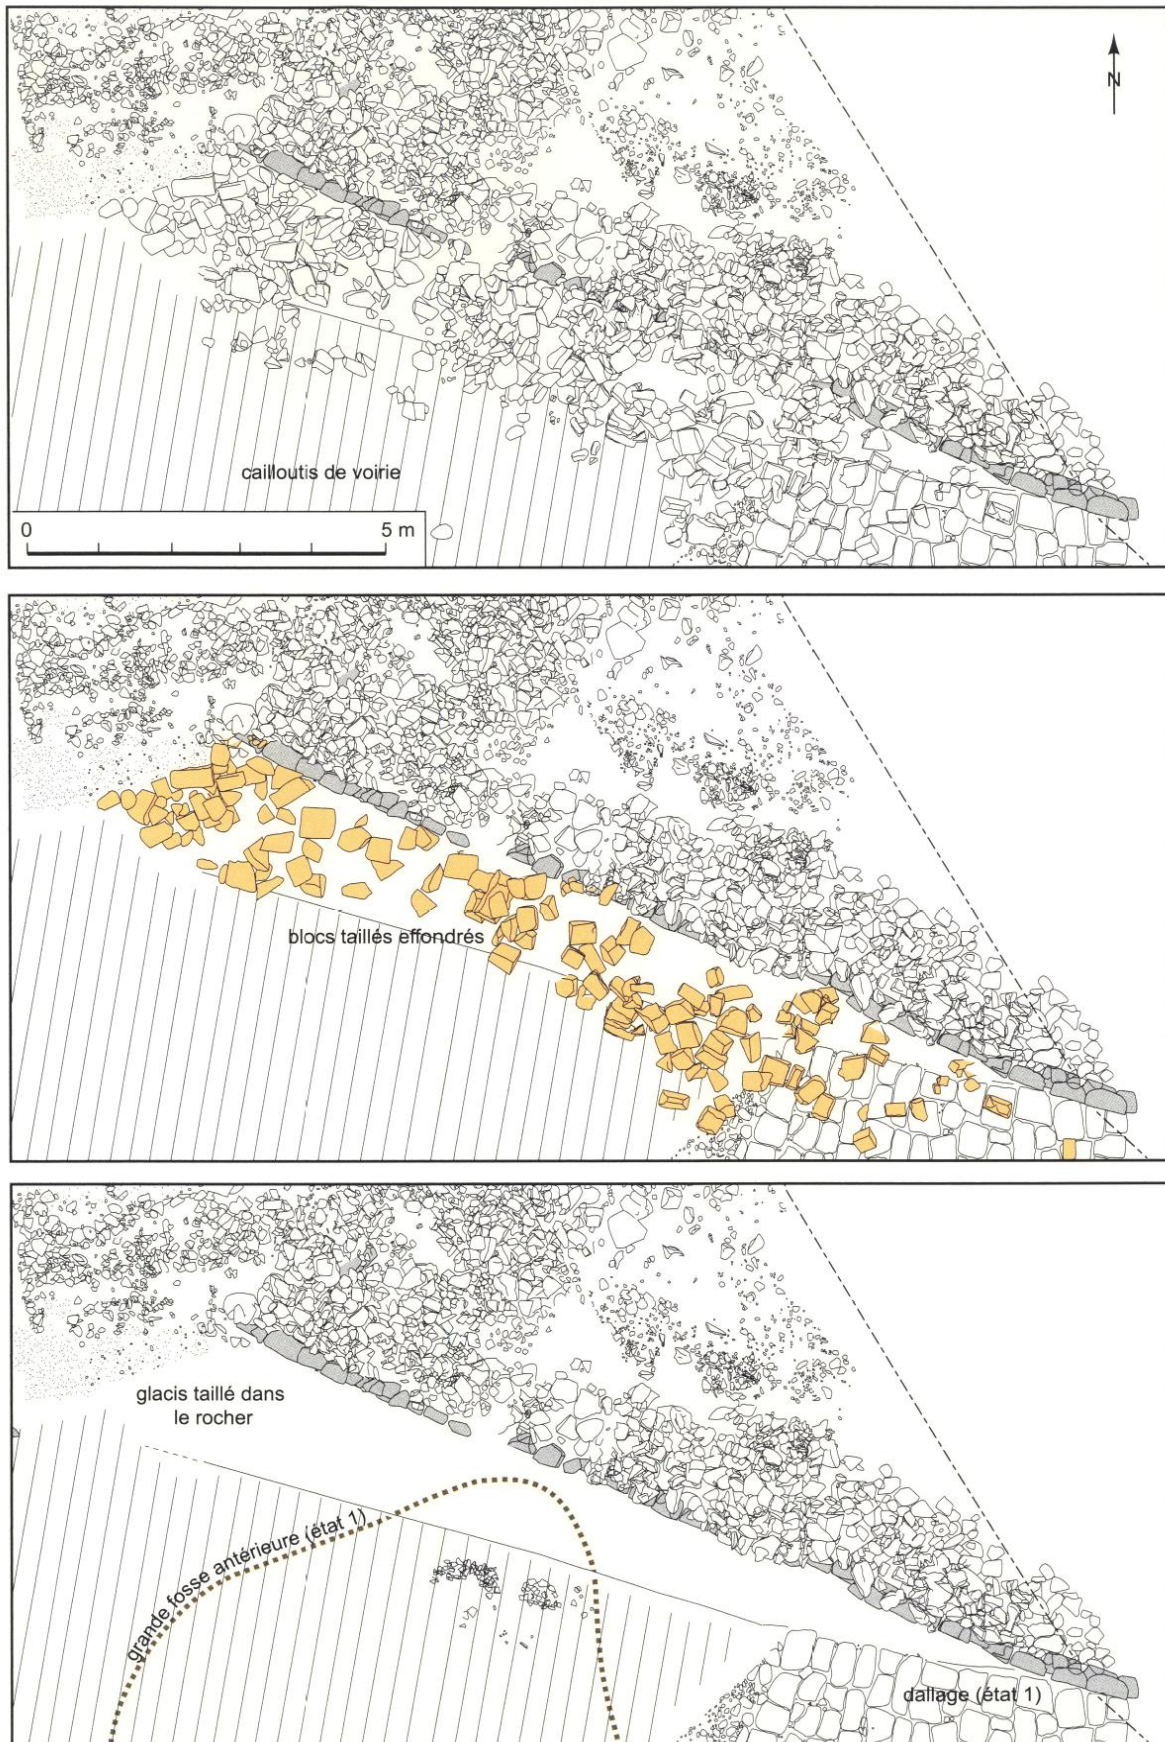 N
cailloutis de voirie
0 5 m
blocs taillés effondrés
glacis taillé dans
le rocher
grande fosse antérieure (état 1)
dallage (état 1)